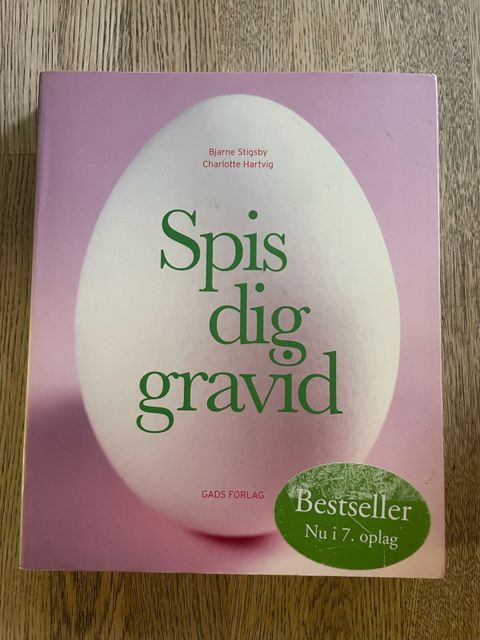 Bjarne Stigsby
Charlotte Hartvig
Spis
dig
gravid
GADS FORLAG
Bestseller
Nu i 7. oplag